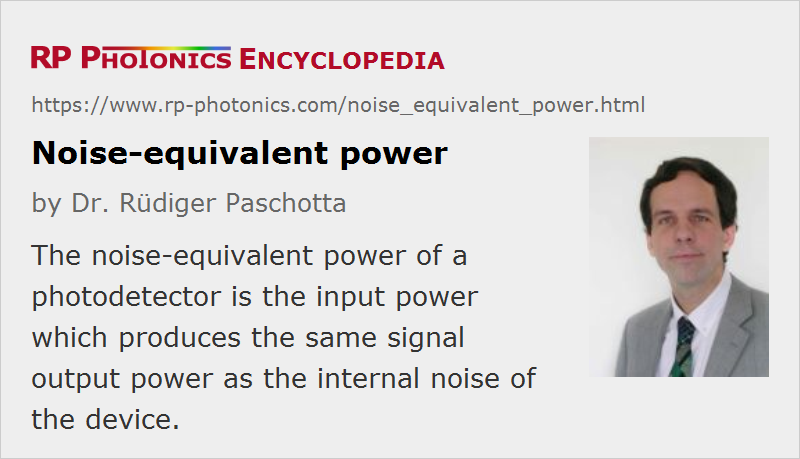 RP PHOTONICS ENCYCLOPEDIA
https://www.rp-photonics.com/noise_equivalent_power.html
Noise-equivalent power
by Dr. Rüdiger Paschotta
The noise-equivalent power of a
photodetector is the input power
which produces the same signal
output power as the internal noise of
the device.